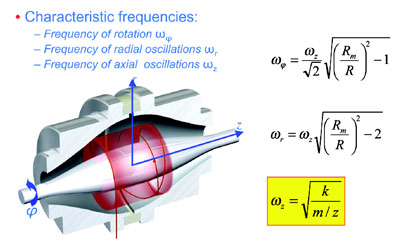 • Characteristic frequencies:
– Frequency of rotation ωφ
– Frequency of radial oscillations ωr
– Frequency of axial oscillations ωz
r
z
φ
ωφ = ωz/√2 √((Rm/R)² − 1)
ωr = ωz √((Rm/R)² − 2)
ωz = √(k/(m/z))